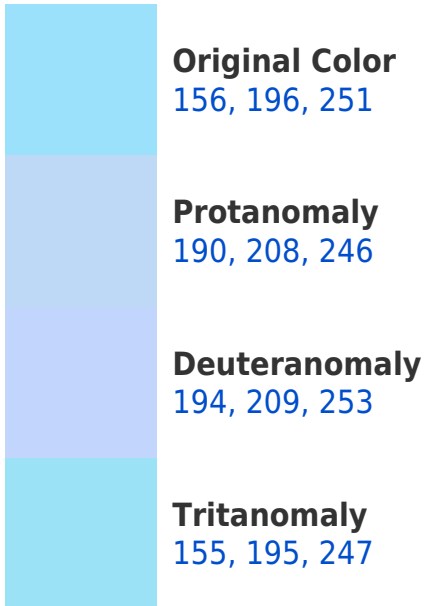 Original Color
156, 196, 251
Protanomaly
190, 208, 246
Deuteranomaly
194, 209, 253
Tritanomaly
155, 195, 247